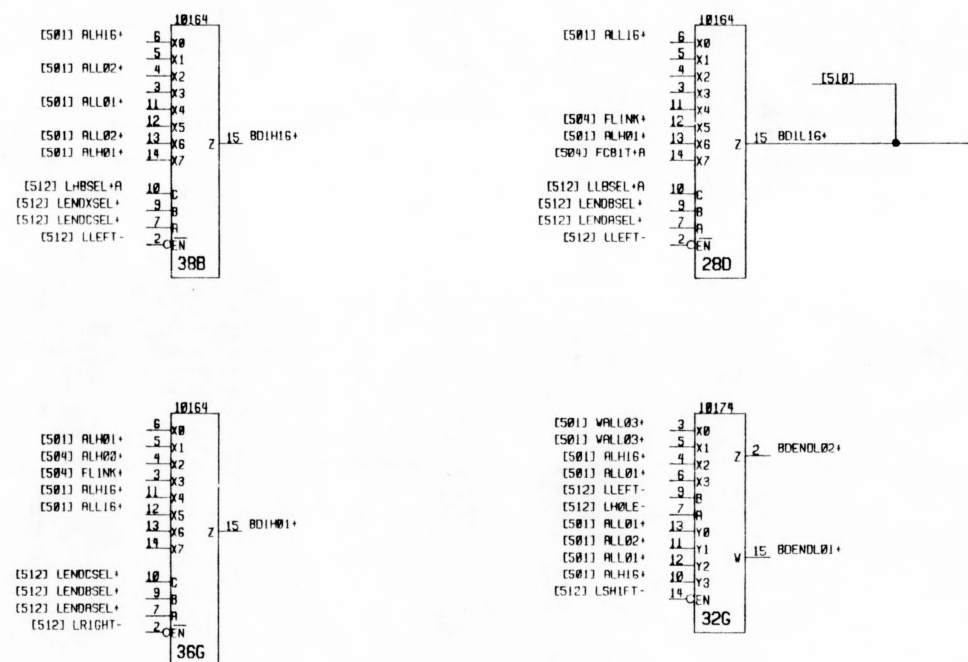 10164
[501] ALH16+ 6 X0
5 X1
[501] ALL02+ 4 X2
3 X3
[501] ALL01+ 11 X4
12 X5
[501] ALL02+ 13 X6 Z 15 BDIH16+
[501] ALH01+ 14 X7
[512] LHBSEL+A 10 C
[512] LENDXSEL+ 9 B
[512] LENDCSEL+ 7 A
[512] LLEFT- 2 EN
38B
10164
[501] ALL16+ 6 X0
5 X1
4 X2
3 X3
11 X4
[504] FLINK+ 12 X5
[501] ALH01+ 13 X6 Z 15 BDIL16+
[504] FCBIT+A 14 X7
[512] LLBSEL+A 10 C
[512] LENDBSEL+ 9 B
[512] LENDASEL+ 7 A
[512] LLEFT- 2 EN
28D
[510]
10164
6 X0
[501] ALH01+ 5 X1
[504] ALH00+ 4 X2
[504] FLINK+ 3 X3
[501] ALH16+ 11 X4
[501] ALL16+ 12 X5
13 X6 Z 15 BDIH01+
14 X7
[512] LENDCSEL+ 10 C
[512] LENDBSEL+ 9 B
[512] LENDASEL+ 7 A
[512] LRIGHT- 2 EN
36G
10174
[501] WALL03+ 3 X0
[501] WALL03+ 5 X1
[501] ALH16+ 4 X2 Z 2 BDENDL02+
[501] ALL01+ 6 X3
[512] LLEFT- 9 B
[512] LHOLE- 7 A
[501] ALL01+ 13 Y0
[501] ALL02+ 11 Y1
[501] ALL01+ 12 Y2 W 15 BDENDL01+
[501] ALH16+ 10 Y3
[512] LSHIFT- 14 EN
32G